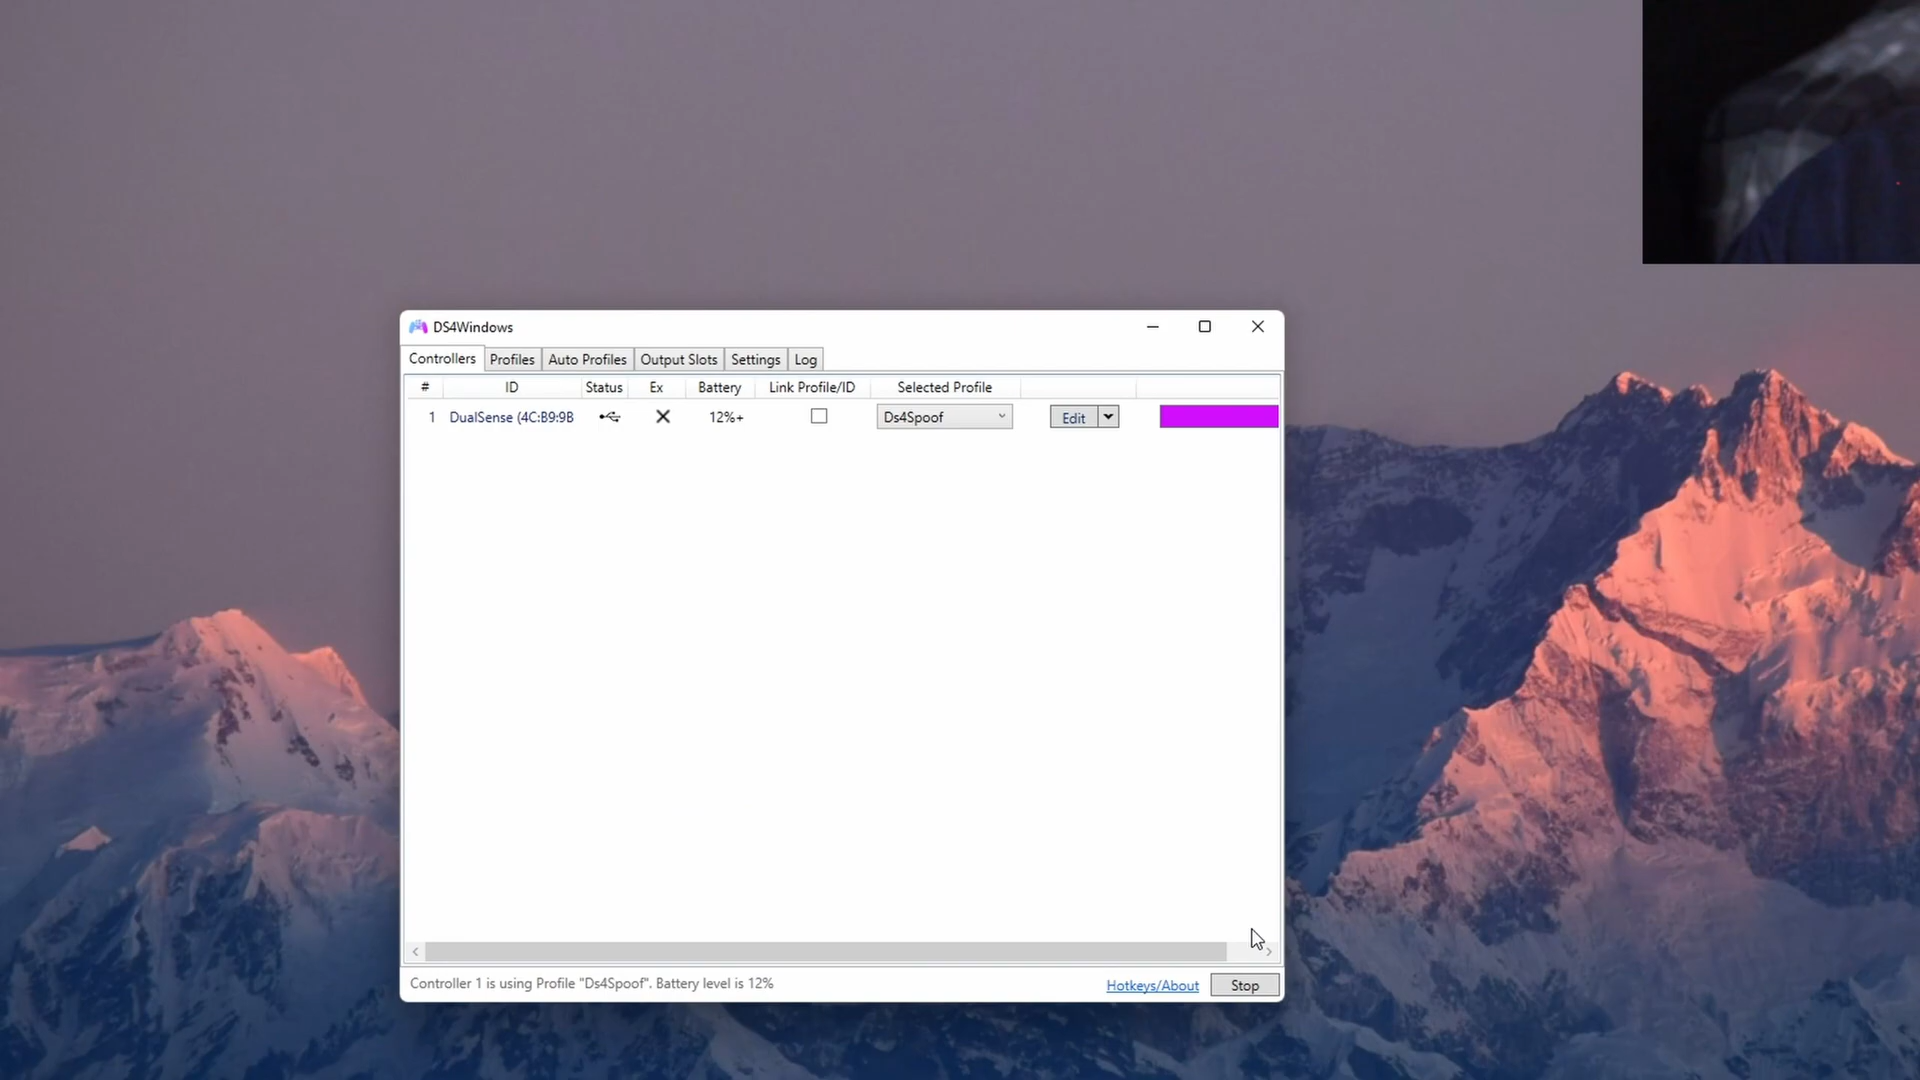 DS4Windows
Controllers Profiles Auto Profiles Output Slots Settings Log
# ID Status Ex Battery Link Profile/ID Selected Profile
1 DualSense (4C:B9:9B 12%+ Ds4Spoof Edit
Controller 1 is using Profile "Ds4Spoof". Battery level is 12% Hotkeys/About Stop